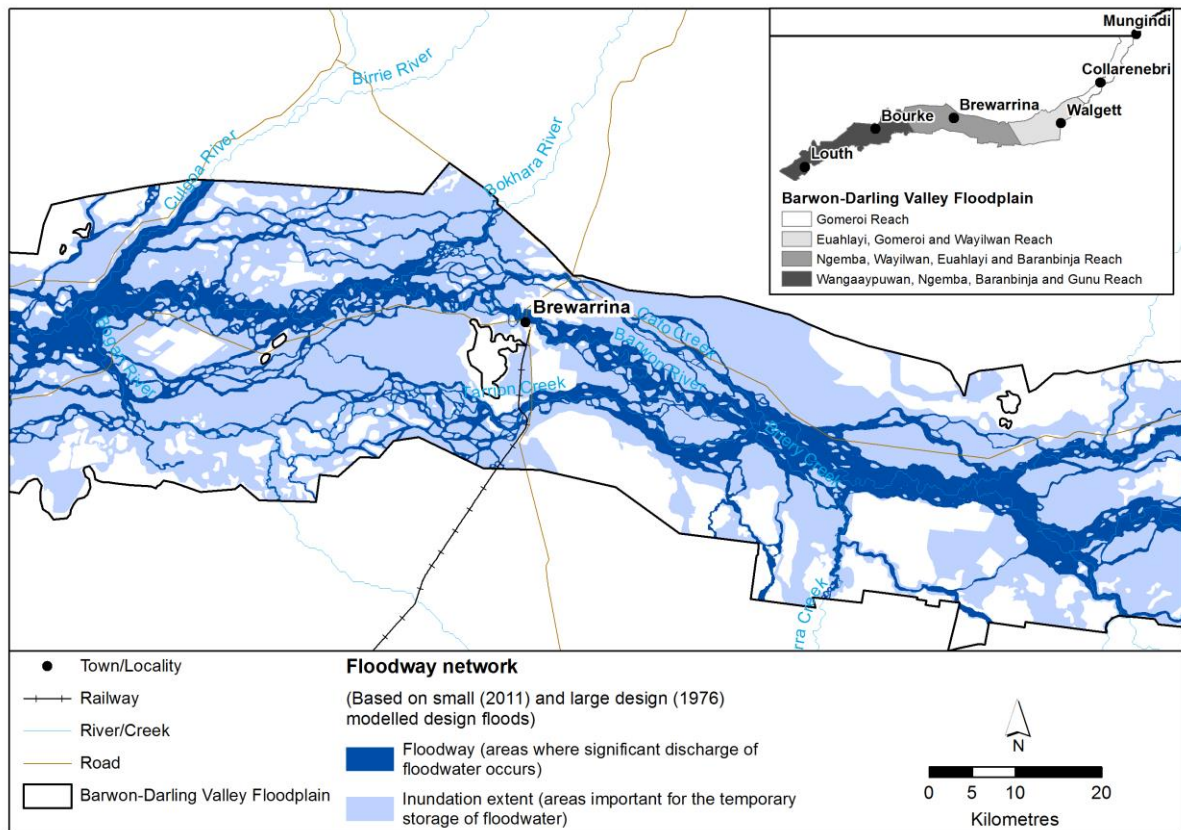 Mungindi
Collarenebri
Brewarrina
Walgett
Bourke
Louth
Barwon-Darling Valley Floodplain
Gomeroi Reach
Euahlayi, Gomeroi and Wayilwan Reach
Ngemba, Wayilwan, Euahlayi and Baranbinja Reach
Wangaaypuwan, Ngemba, Baranbinja and Gunu Reach
Birrie River
Culgoa River
Bokhara River
Brewarrina
Cato Creek
Barwon River
Tarrion Creek
River
Creek
rra Creek
Town/Locality
Railway
River/Creek
Road
Barwon-Darling Valley Floodplain
Floodway network
(Based on small (2011) and large design (1976)
modelled design floods)
Floodway (areas where significant discharge of
floodwater occurs)
Inundation extent (areas important for the temporary
storage of floodwater)
N
0 5 10 20
Kilometres